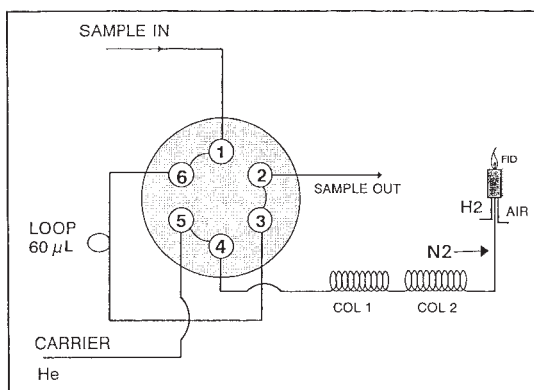 SAMPLE IN
1
6
2
FID
SAMPLE OUT
5
3
H2
AIR
LOOP
60 µL
4
N2
COL 1
COL 2
CARRIER
He